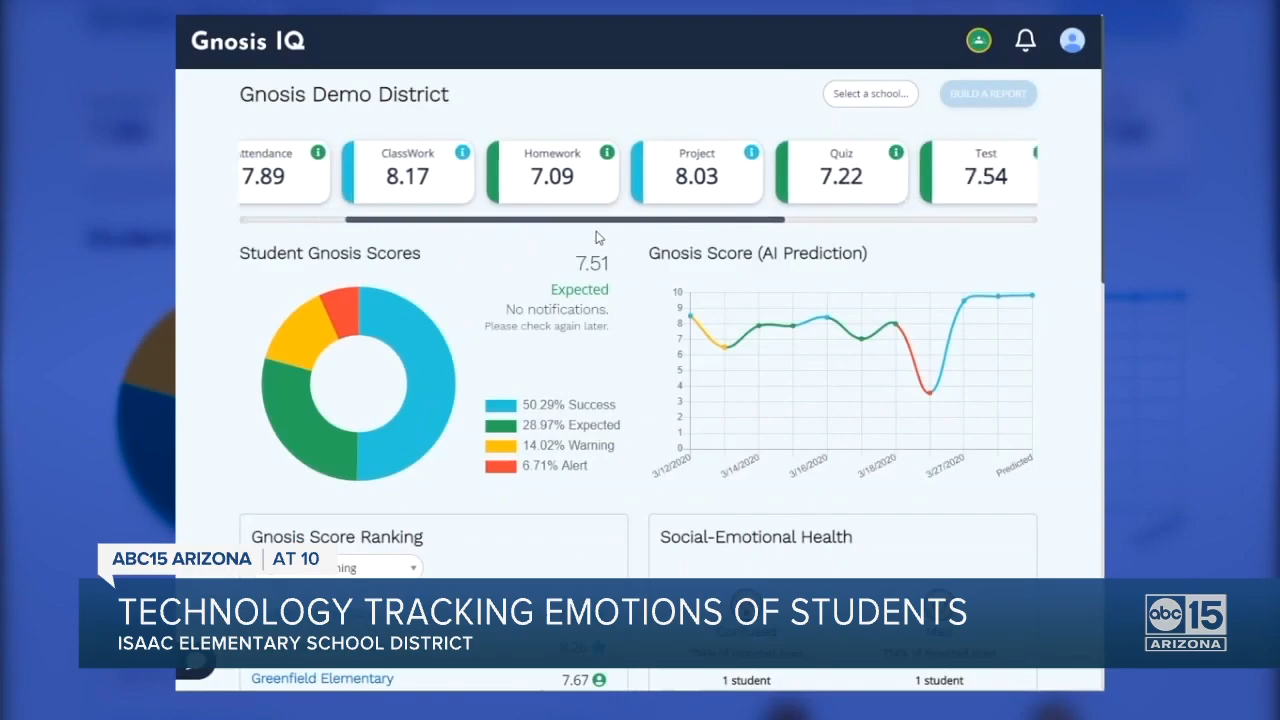 Gnosis IQ
Gnosis Demo District
Select a school...
BUILD A REPORT
ttendance
7.89
ClassWork
8.17
Homework
7.09
Project
8.03
Quiz
7.22
Test
7.54
Student Gnosis Scores
7.51
Expected
No notifications.
Please check again later.
50.29% Success
28.97% Expected
14.02% Warning
6.71% Alert
Gnosis Score (AI Prediction)
10
9
8
7
6
5
4
3
2
1
0
3/12/2020
3/14/2020
3/16/2020
3/18/2020
3/27/2020
Predicted
Gnosis Score Ranking
ning
Social-Emotional Health
ABC15 ARIZONA | AT 10
TECHNOLOGY TRACKING EMOTIONS OF STUDENTS
ISAAC ELEMENTARY SCHOOL DISTRICT
abc 15
ARIZONA
Greenfield Elementary
7.67
1 student
1 student